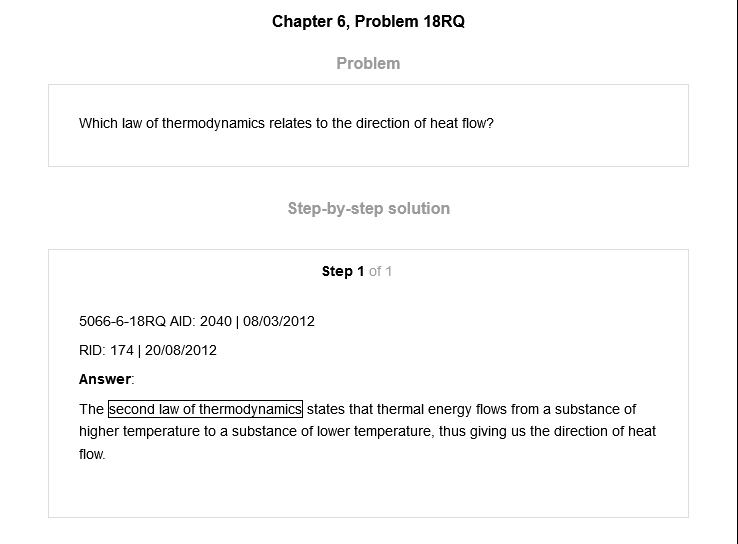 Chapter 6, Problem 18RQ
Problem
Which law of thermodynamics relates to the direction of heat flow?
Step-by-step solution
Step 1 of 1
5066-6-18RQ AID: 2040 | 08/03/2012
RID: 174 | 20/08/2012
Answer:
The second law of thermodynamics states that thermal energy flows from a substance of
higher temperature to a substance of lower temperature, thus giving us the direction of heat
flow.